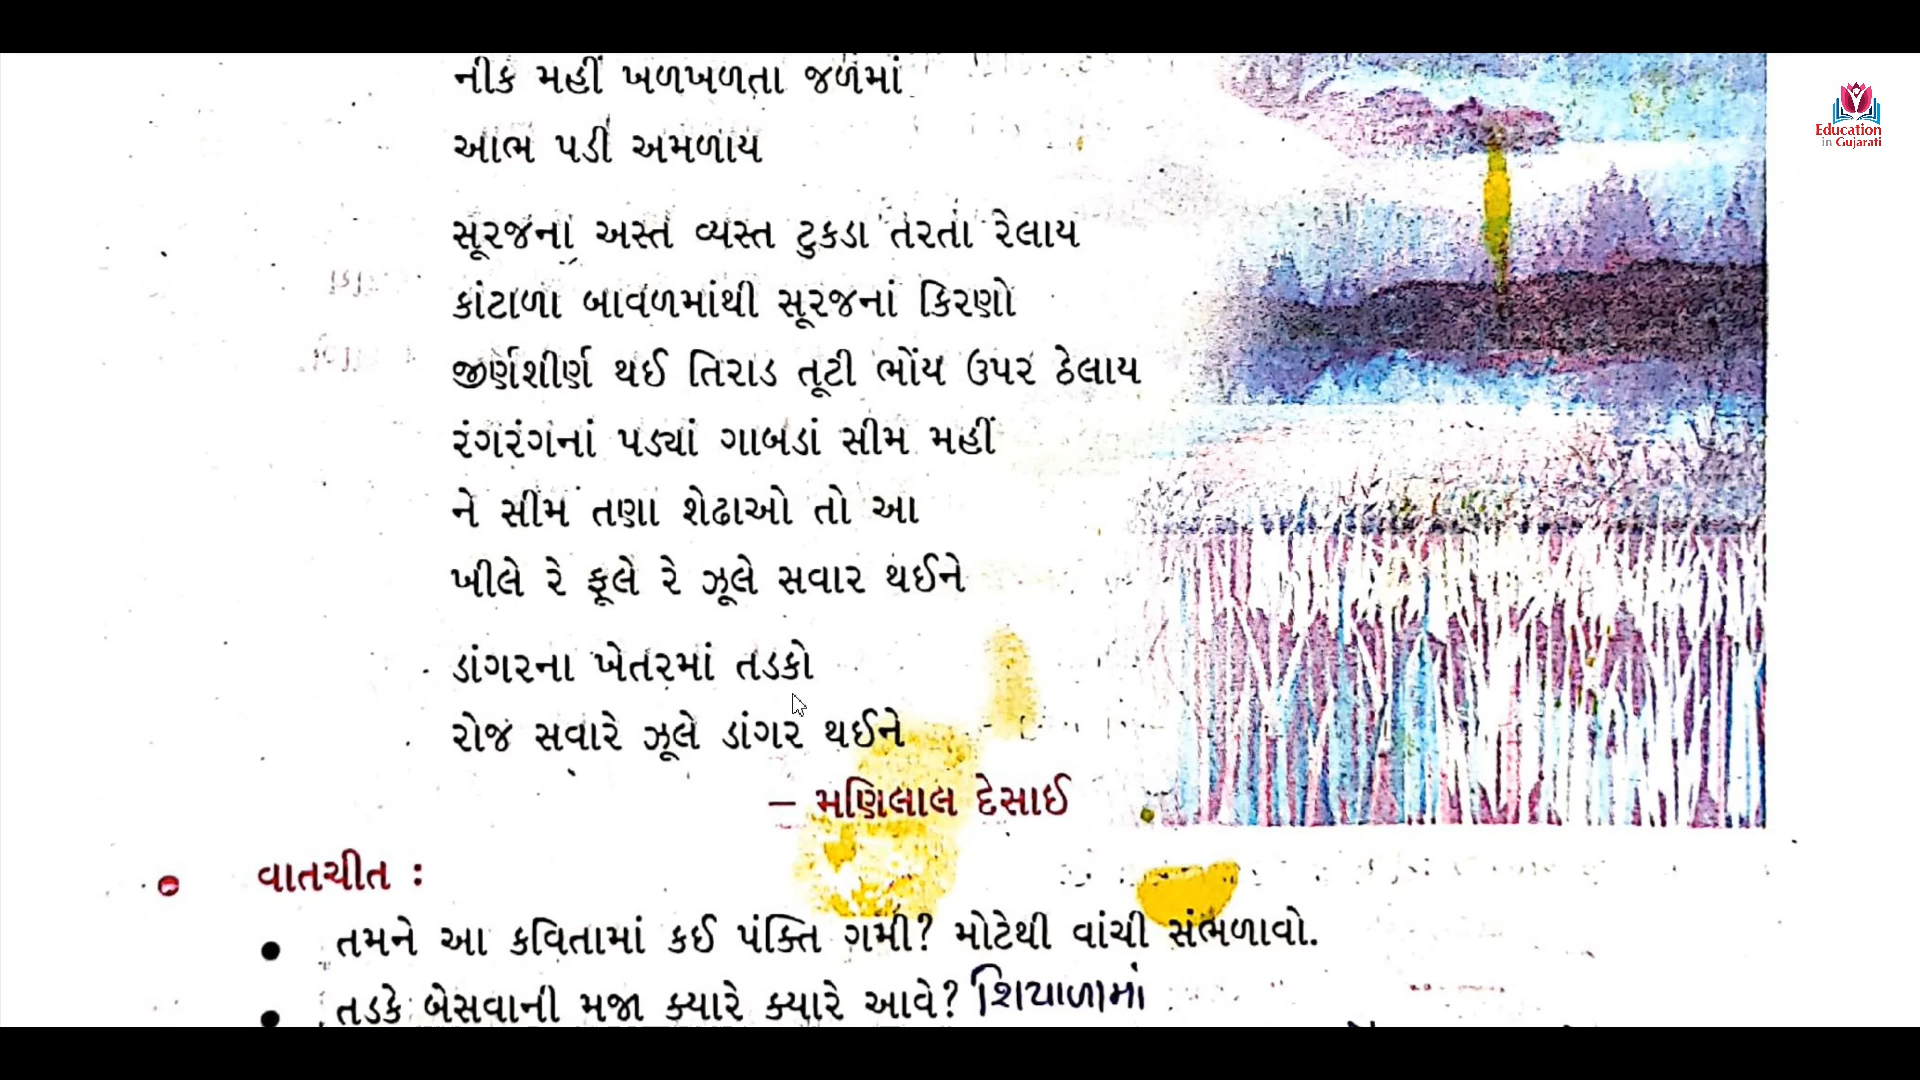 નીક મહીં ખળખળતા જળમાં
આભ પડી અમળાય
સૂરજના અસ્ત વ્યસ્ત ટુકડા તરતા રેલાય
કાંટાળા બાવળમાંથી સૂરજનાં કિરણો
જીર્ણશીર્ણ થઈ તિરાડ તૂટી ભોંય ઉપર ઠેલાય
રંગરંગનાં પડ્યાં ગાબડાં સીમ મહીં
ને સીમ તણા શેઢાઓ તો આ
ખીલે રે ફૂલે રે ઝૂલે સવાર થઈને
ડાંગરના ખેતરમાં તડકો
રોજ સવારે ઝૂલે ડાંગર થઈને
– મણિલાલ દેસાઈ
વાતચીત :
• તમને આ કવિતામાં કઈ પંક્તિ ગમી? મોટેથી વાંચી સંભળાવો.
• તડકે બેસવાની મજા ક્યારે ક્યારે આવે? શિયાળામાં
Education
in Gujarati